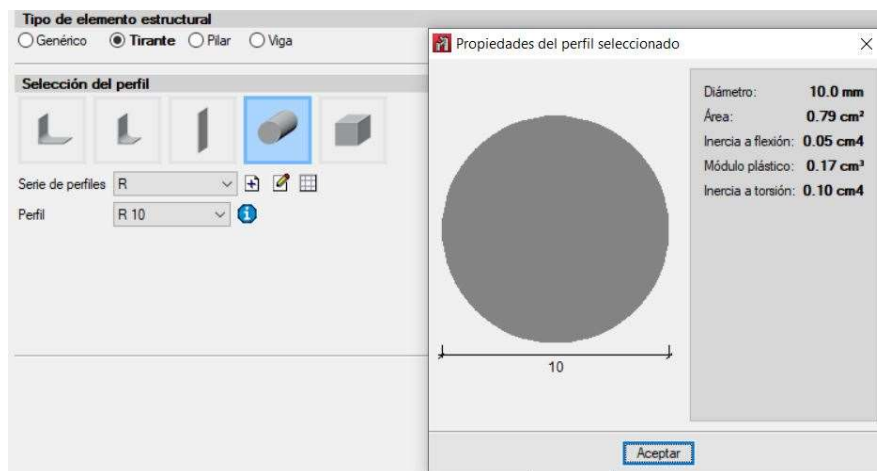 Tipo de elemento estructural
Genérico Tirante Pilar Viga
Selección del perfil
Serie de perfiles R
Perfil R 10
Propiedades del perfil seleccionado
Diámetro: 10.0 mm
Área: 0.79 cm²
Inercia a flexión: 0.05 cm4
Módulo plástico: 0.17 cm³
Inercia a torsión: 0.10 cm4
10
Aceptar